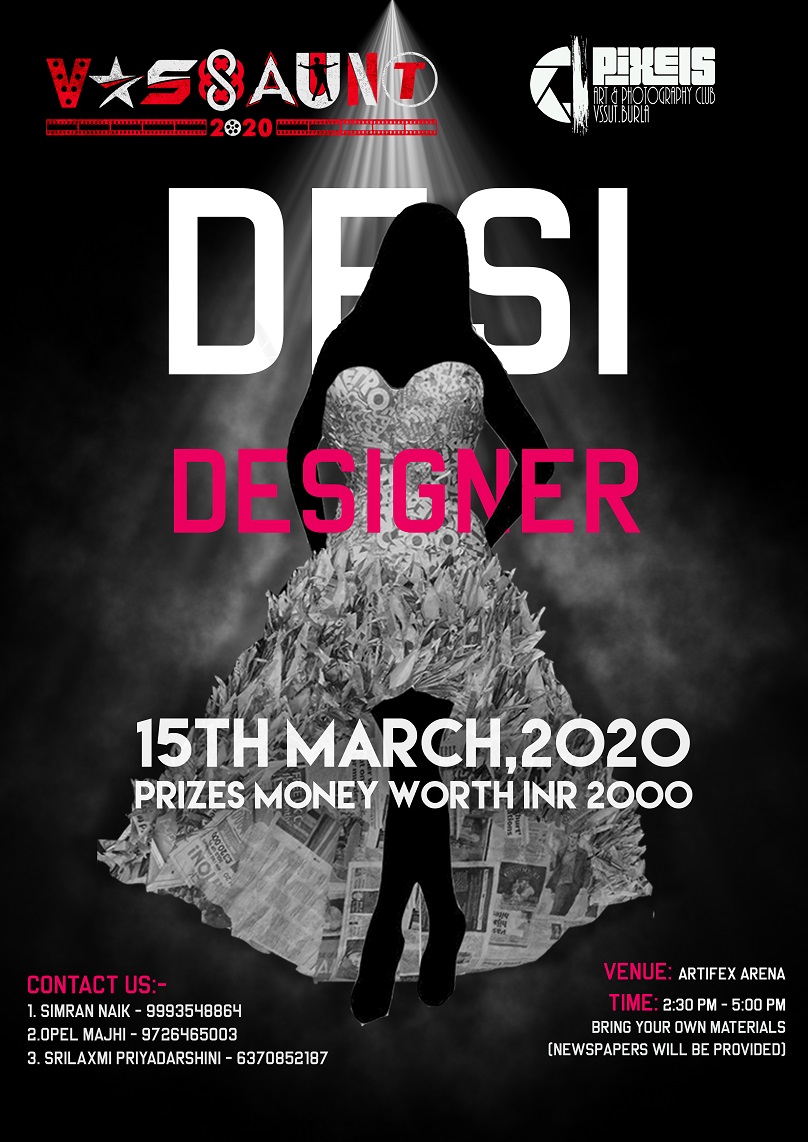 VASSAUNT
2020
PIXELS
ART & PHOTOGRAPHY CLUB
VSSUT.BURLA
DESI
DESIGNER
METRO
15TH MARCH,2020
PRIZES MONEY WORTH INR 2000
CONTACT US:-
1. SIMRAN NAIK - 9993548864
2.OPEL MAJHI - 9726465003
3. SRILAXMI PRIYADARSHINI - 6370852187
VENUE: ARTIFEX ARENA
TIME: 2:30 PM - 5:00 PM
BRING YOUR OWN MATERIALS
(NEWSPAPERS WILL BE PROVIDED)